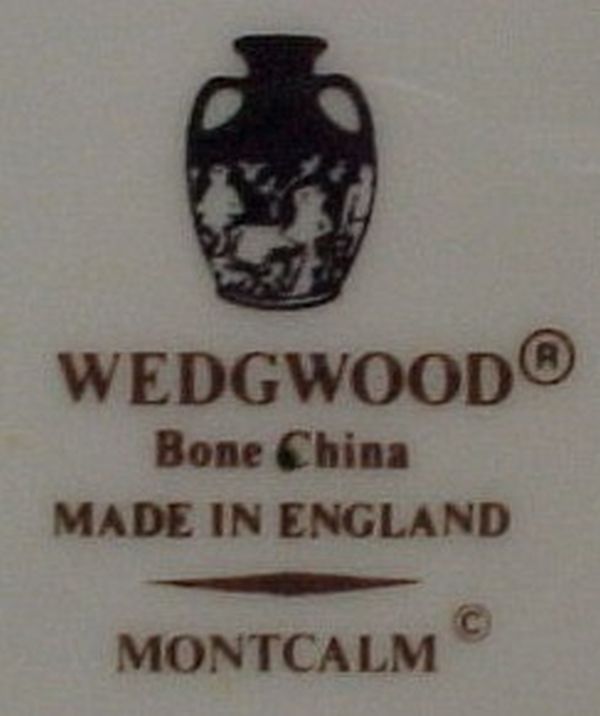 WEDGWOOD®
Bone China
MADE IN ENGLAND
MONTCALM ©